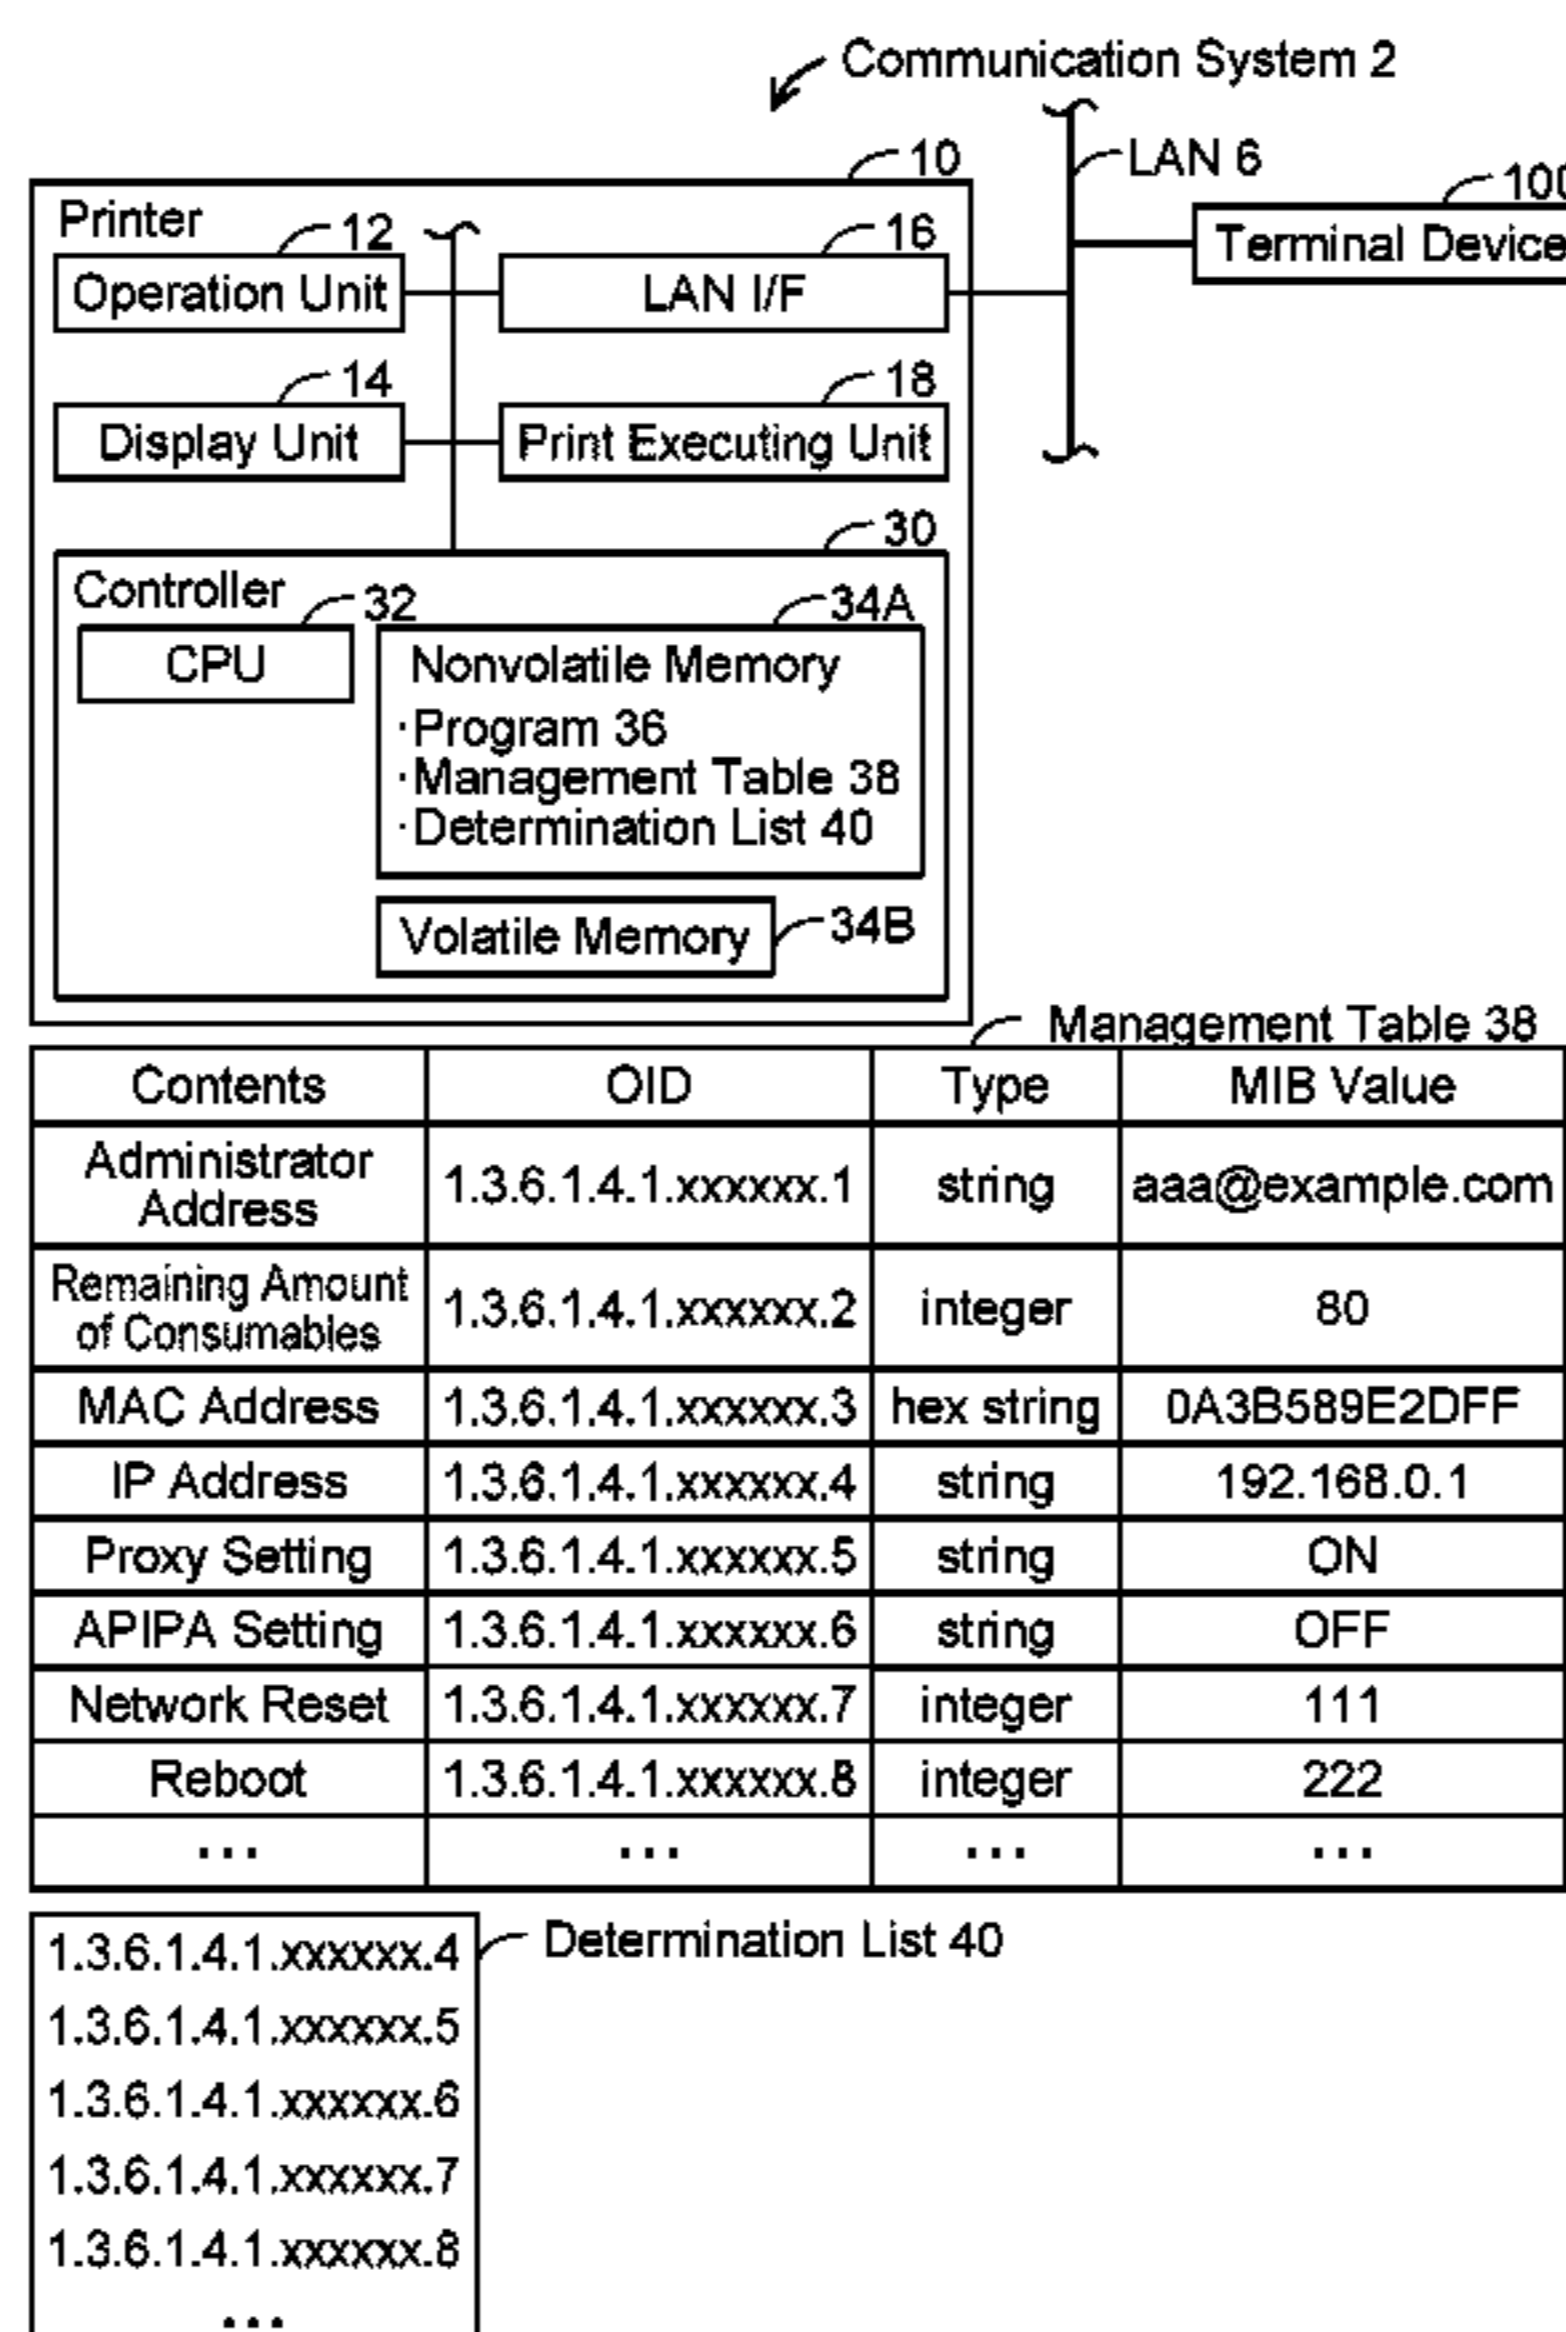 Communication System 2
10
LAN 6
100
Printer
12
16
Terminal Device
Operation Unit
LAN I/F
14
18
Display Unit
Print Executing Unit
30
Controller
32
34A
CPU
Nonvolatile Memory
·Program 36
·Management Table 38
·Determination List 40
Volatile Memory
34B
Management Table 38
Contents OID Type MIB Value
Administrator
Address
1.3.6.1.4.1.xxxxxx.1 string aaa@example.com
Remaining Amount
of Consumables
1.3.6.1.4.1.xxxxxx.2 integer 80
MAC Address 1.3.6.1.4.1.xxxxxx.3 hex string 0A3B589E2DFF
IP Address 1.3.6.1.4.1.xxxxxx.4 string 192.168.0.1
Proxy Setting 1.3.6.1.4.1.xxxxxx.5 string ON
APIPA Setting 1.3.6.1.4.1.xxxxxx.6 string OFF
Network Reset 1.3.6.1.4.1.xxxxxx.7 integer 111
Reboot 1.3.6.1.4.1.xxxxxx.8 integer 222
... ... ... ...
Determination List 40
1.3.6.1.4.1.xxxxxx.4
1.3.6.1.4.1.xxxxxx.5
1.3.6.1.4.1.xxxxxx.6
1.3.6.1.4.1.xxxxxx.7
1.3.6.1.4.1.xxxxxx.8
...